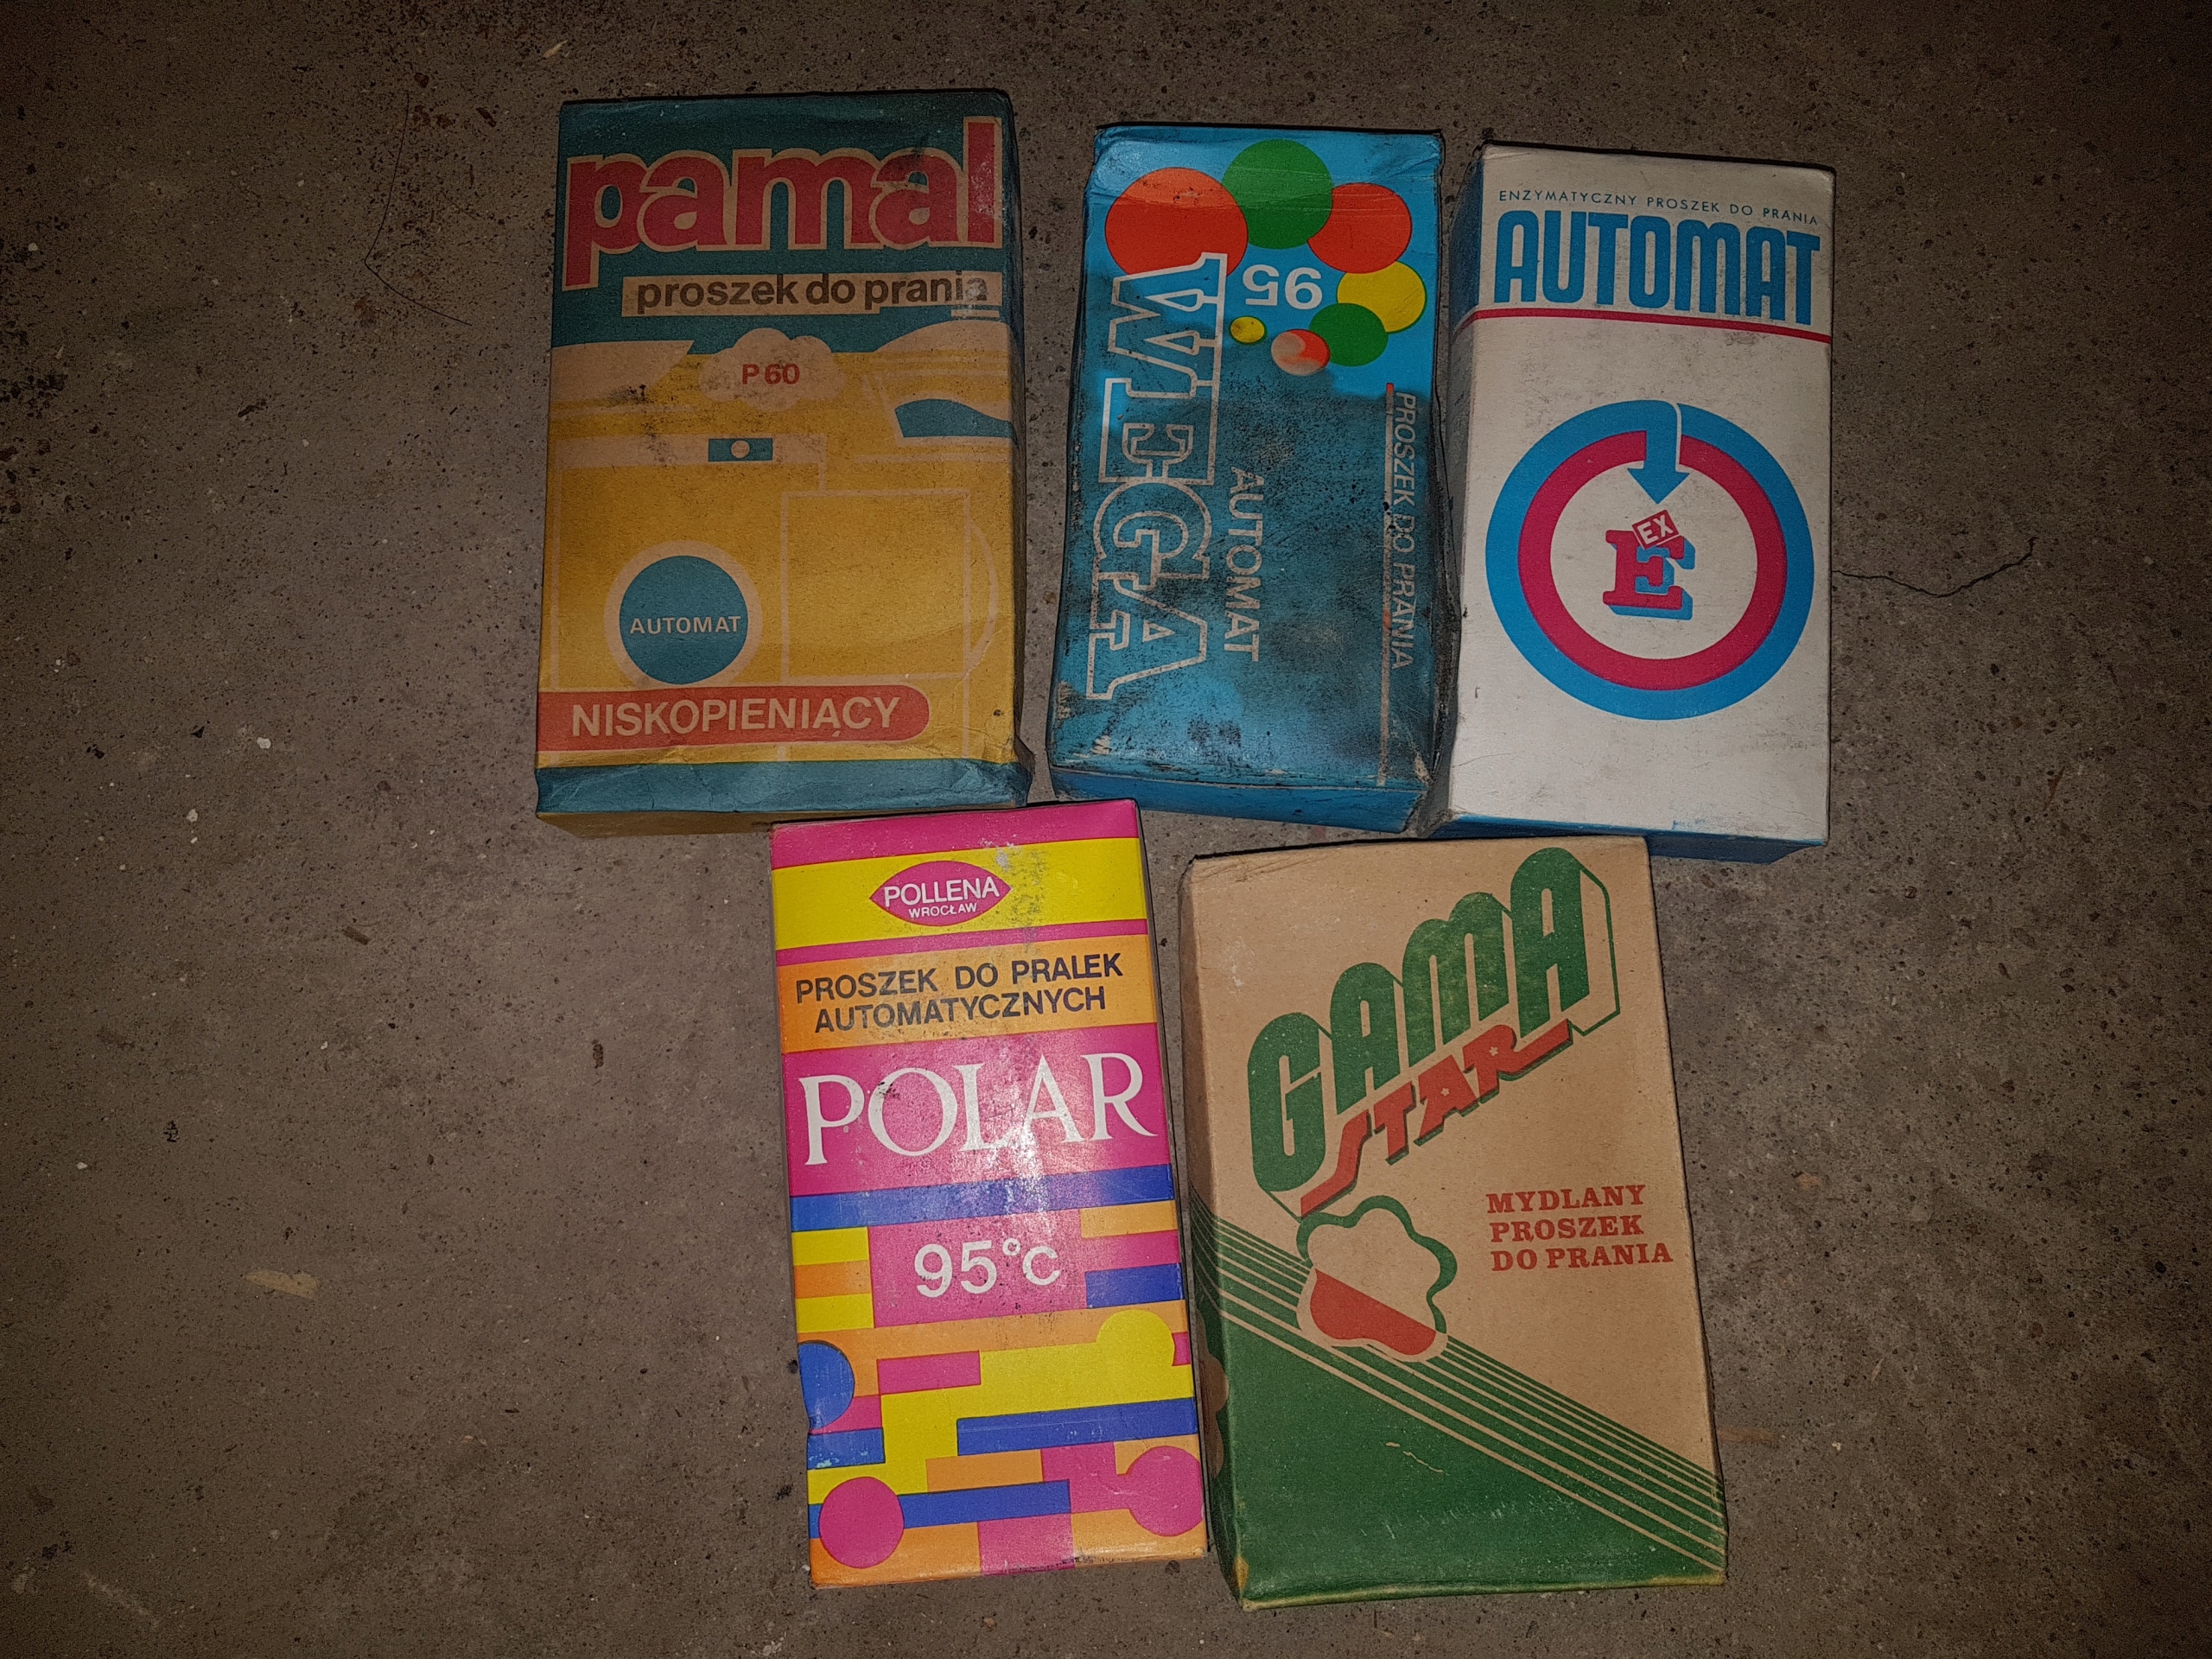 pamal
proszek do prania
P 60
AUTOMAT
NISKOPIENIĄCY
WEGA
95
AUTOMAT
PROSZEK DO PRANIA
ENZYMATYCZNY PROSZEK DO PRANIA
AUTOMAT
EX
E
POLLENA
WROCŁAW
PROSZEK DO PRALEK
AUTOMATYCZNYCH
POLAR
95°C
GAMA
STAR
MYDLANY
PROSZEK
DO PRANIA